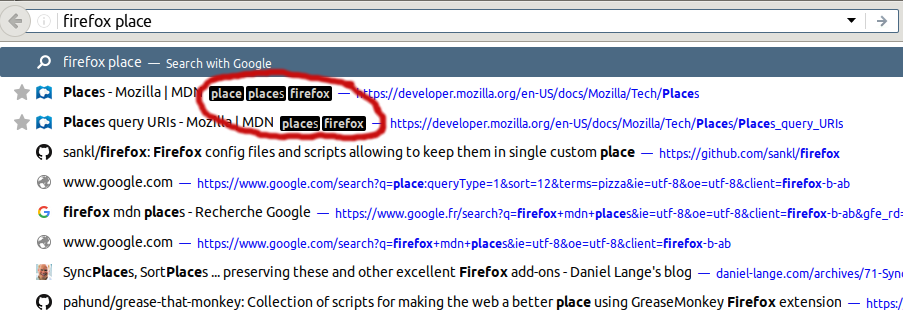 firefox place
firefox place — Search with Google
Places - Mozilla | MDN place places firefox — https://developer.mozilla.org/en-US/docs/Mozilla/Tech/Places
Places query URIs - Mozilla | MDN places firefox — https://developer.mozilla.org/en-US/docs/Mozilla/Tech/Places/Places_query_URIs
sankl/firefox: Firefox config files and scripts allowing to keep them in single custom place — https://github.com/sankl/firefox
www.google.com — https://www.google.com/search?q=place:queryType=1&sort=12&terms=pizza&ie=utf-8&oe=utf-8&client=firefox-b-ab
firefox mdn places - Recherche Google — https://www.google.fr/search?q=firefox+mdn+places&ie=utf-8&oe=utf-8&client=firefox-b-ab&gfe_rd=
www.google.com — https://www.google.com/search?q=firefox+mdn+places&ie=utf-8&oe=utf-8&client=firefox-b-ab
SyncPlaces, SortPlaces ... preserving these and other excellent Firefox add-ons - Daniel Lange's blog — daniel-lange.com/archives/71-Sync
pahund/grease-that-monkey: Collection of scripts for making the web a better place using GreaseMonkey Firefox extension — https://